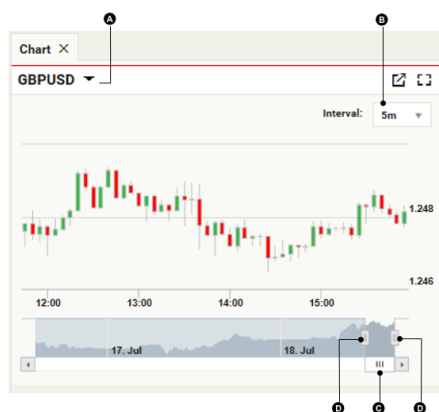 A B
Chart ×
GBPUSD
Interval: 5m
1.248
1.246
12:00 13:00 14:00 15:00
17. Jul 18. Jul
D C D